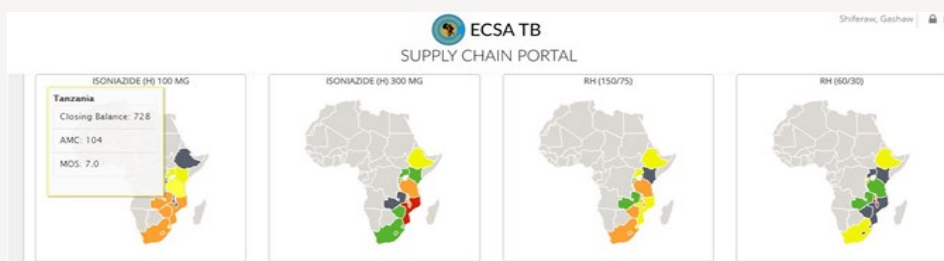 ECSA TB
Shiferaw, Gashaw
SUPPLY CHAIN PORTAL
ISONIAZIDE (H) 100 MG
Tanzania
Closing Balance: 728
AMC: 104
MOS: 7.0
ISONIAZIDE (H) 300 MG
RH (150/75)
RH (60/30)